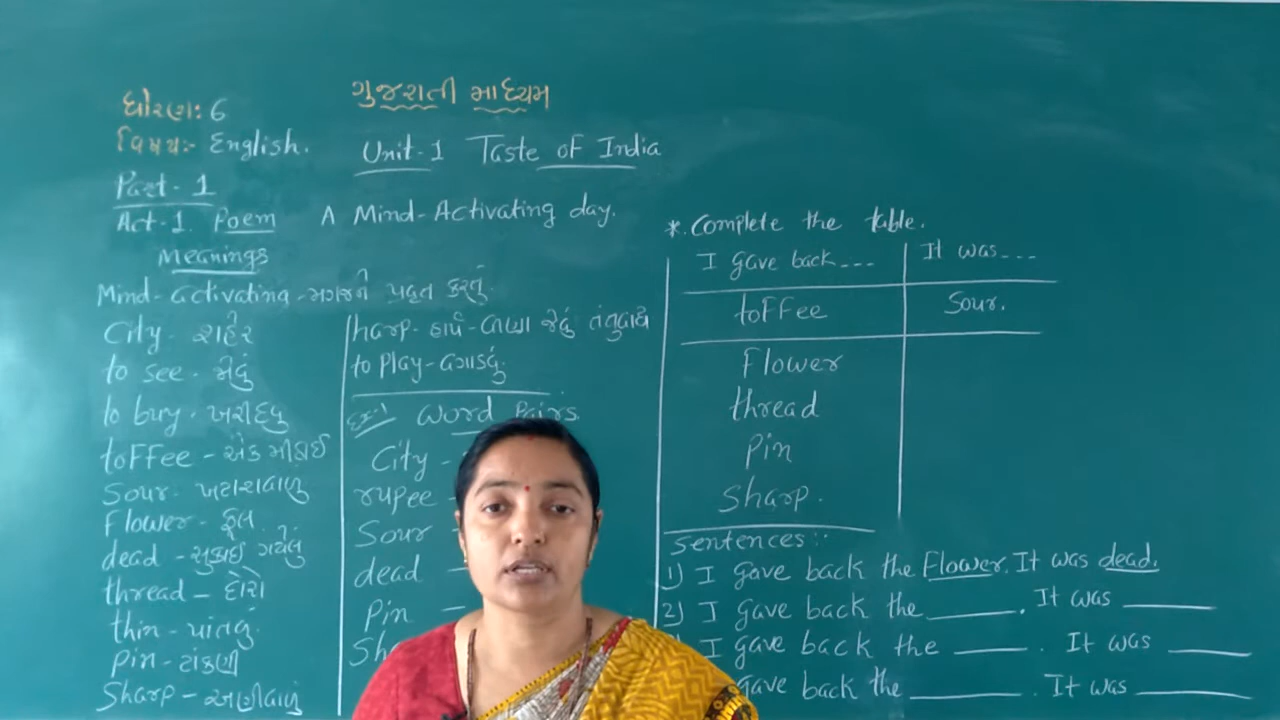 ગુજરાતી માધ્યમ
ધોરણ: 6
વિષય:- English.
Unit-1 Taste of India
Part-1
Act-1. Poem A Mind-Activating day.
Meanings
Mind-activating-મગજને પ્રવૃત્ત કરતું.
City - શહેર
to see - જોવું
to buy - ખરીદવું
toFFee - એક મીઠાઈ
Sour - ખટાશવાળું
Flower - ફૂલ
dead - સુકાઈ ગયેલું
thread - દોરો
thin - પાતળું
Pin - ટાંકણી
Sharp - અણીવાળું
harp - હાર્પ - વીણા જેવું તંતુવાદ્ય
to Play - વગાડવું
Word Pairs
City -
rupee -
Sour -
dead -
Pin -
Sh
*. Complete the table.
I gave back--- It was---
toFFee Sour.
Flower
thread
Pin
Sharp.
Sentences:-
1) I gave back the Flower. It was dead.
2) I gave back the ______. It was ______
I gave back the ______. It was ______
gave back the ______. It was ______